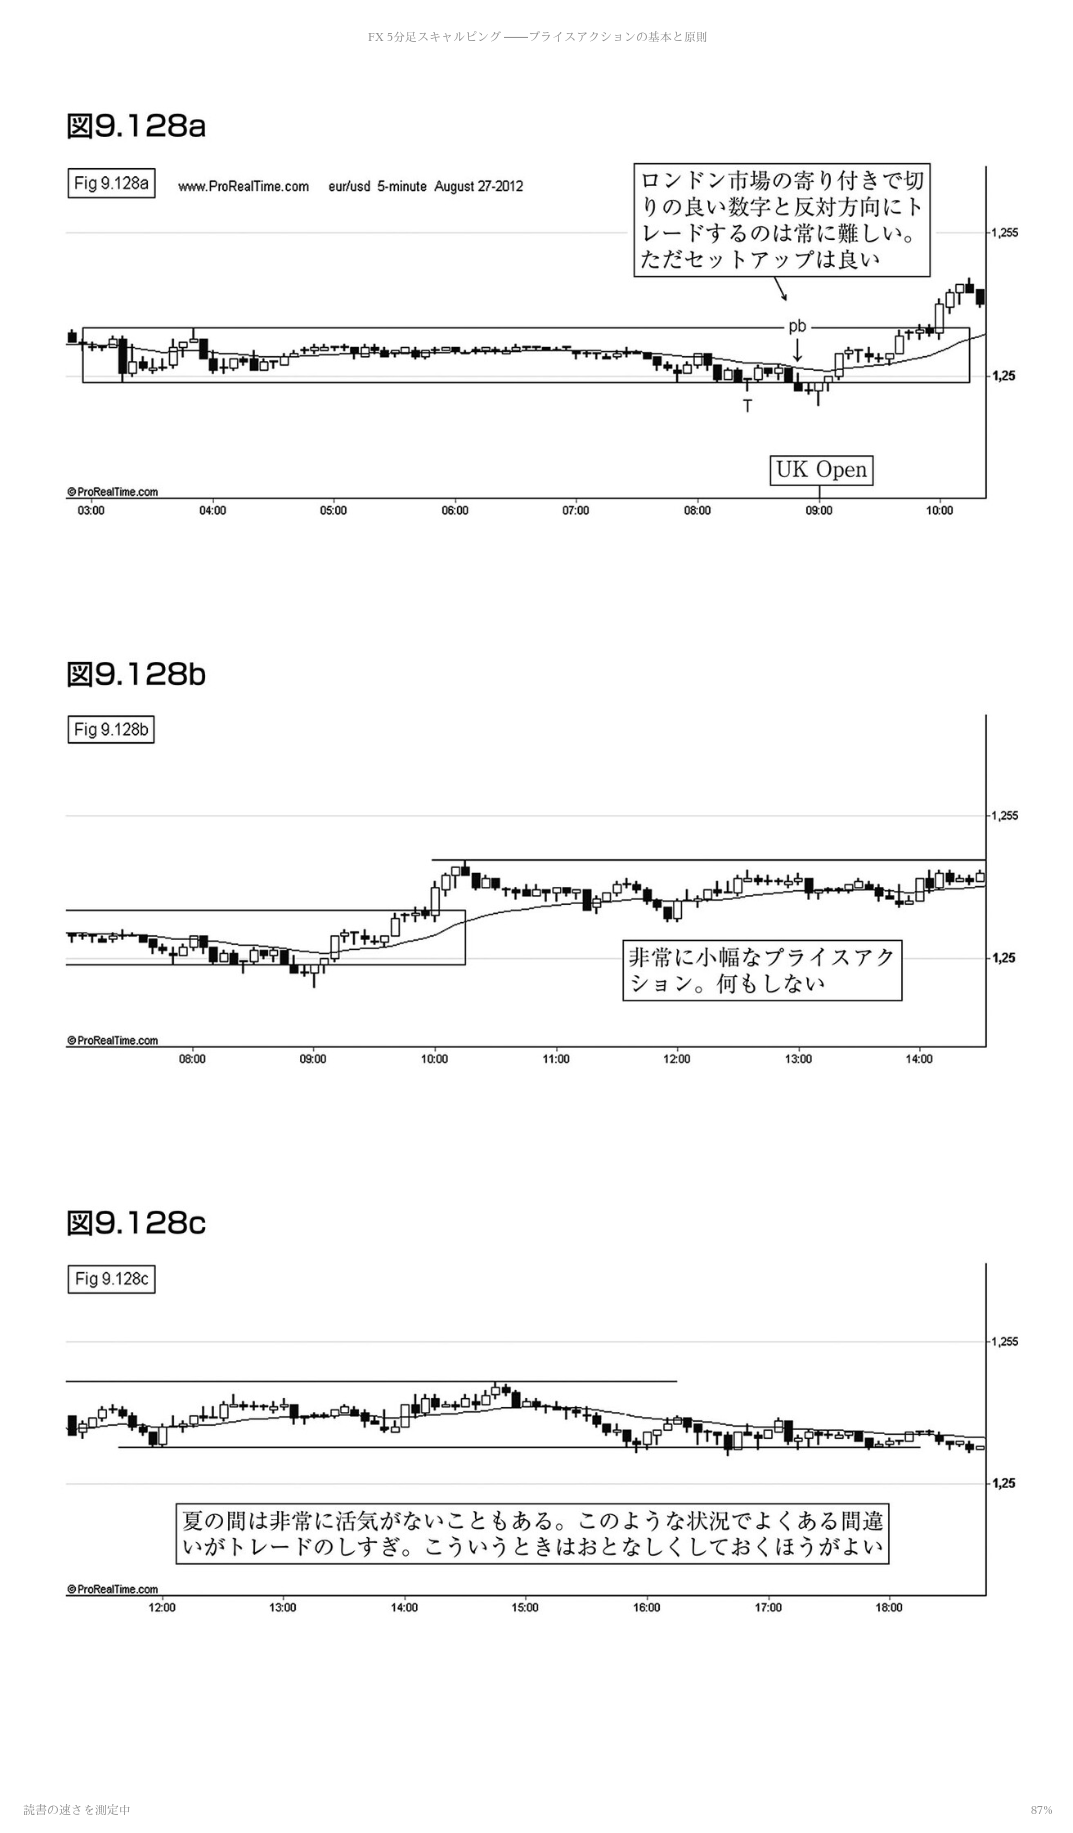 FX 5分足スキャルピング ――プライスアクションの基本と原則
図9.128a
Fig 9.128a
www.ProRealTime.com eur/usd 5-minute August 27-2012
ロンドン市場の寄り付きで切
りの良い数字と反対方向にト
レードするのは常に難しい。
ただセットアップは良い
1,255
pb
1,25
T
UK Open
©ProRealTime.com
03:00 04:00 05:00 06:00 07:00 08:00 09:00 10:00
図9.128b
Fig 9.128b
1,255
非常に小幅なプライスアク
ション。何もしない
1,25
©ProRealTime.com
08:00 09:00 10:00 11:00 12:00 13:00 14:00
図9.128c
Fig 9.128c
1,255
1,25
夏の間は非常に活気がないこともある。このような状況でよくある間違
いがトレードのしすぎ。こういうときはおとなしくしておくほうがよい
©ProRealTime.com
12:00 13:00 14:00 15:00 16:00 17:00 18:00
読書の速さを測定中
87%